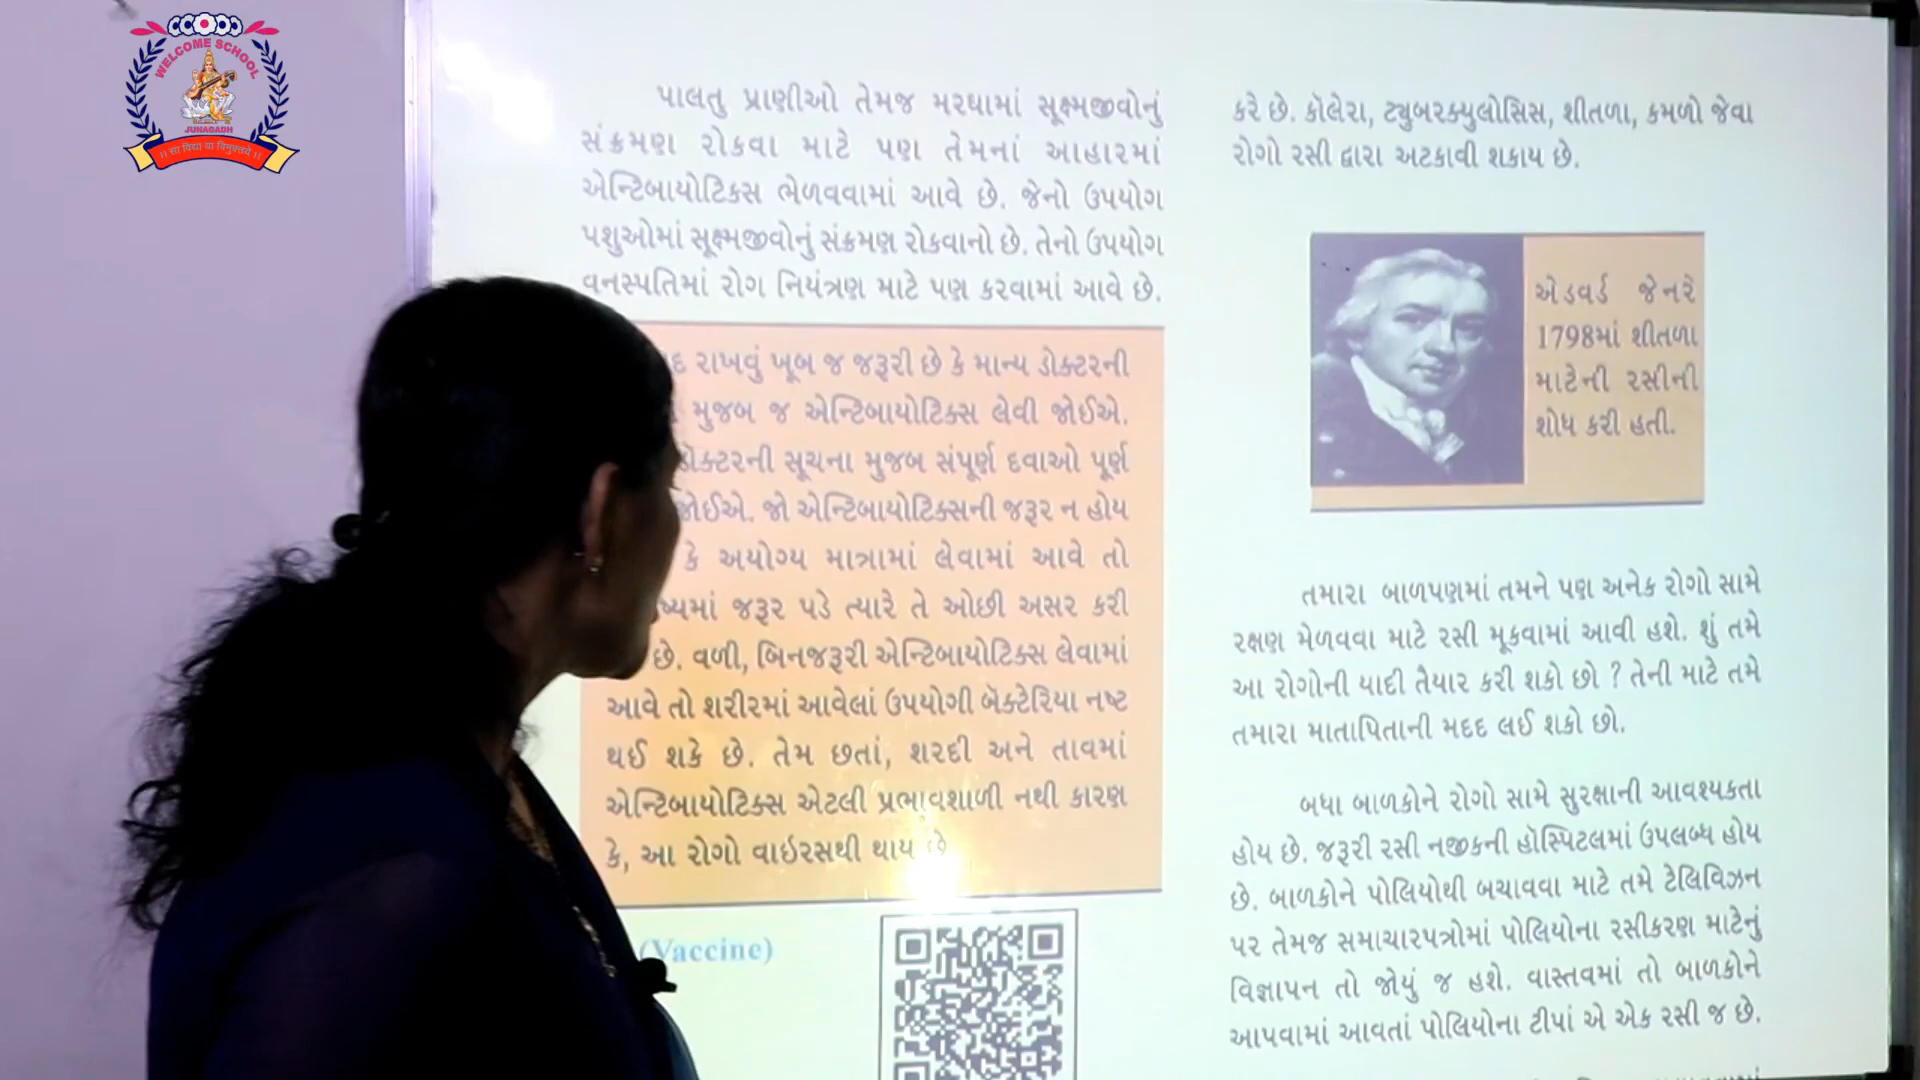 WELCOME SCHOOL
JUNAGADH
।। सा विद्या या विमुक्तये ।।
પાલતુ પ્રાણીઓ તેમજ મરઘામાં સૂક્ષ્મજીવોનું
સંક્રમણ રોકવા માટે પણ તેમનાં આહારમાં
એન્ટિબાયોટિક્સ ભેળવવામાં આવે છે. જેનો ઉપયોગ
પશુઓમાં સૂક્ષ્મજીવોનું સંક્રમણ રોકવાનો છે. તેનો ઉપયોગ
વનસ્પતિમાં રોગ નિયંત્રણ માટે પણ કરવામાં આવે છે.
રાખવું ખૂબ જ જરૂરી છે કે માન્ય ડોક્ટરની
મુજબ જ એન્ટિબાયોટિક્સ લેવી જોઈએ.
ડૉક્ટરની સૂચના મુજબ સંપૂર્ણ દવાઓ પૂર્ણ
જોઈએ. જો એન્ટિબાયોટિક્સની જરૂર ન હોય
કે અયોગ્ય માત્રામાં લેવામાં આવે તો
જરૂર પડે ત્યારે તે ઓછી અસર કરી
છે. વળી, બિનજરૂરી એન્ટિબાયોટિક્સ લેવામાં
આવે તો શરીરમાં આવેલાં ઉપયોગી બૅક્ટેરિયા નષ્ટ
થઈ શકે છે. તેમ છતાં, શરદી અને તાવમાં
એન્ટિબાયોટિક્સ એટલી પ્રભાવશાળી નથી કારણ
કે, આ રોગો વાઇરસથી થાય છે
(Vaccine)
કરે છે. કૉલેરા, ટ્યુબરક્યુલોસિસ, શીતળા, કમળો જેવા
રોગો રસી દ્વારા અટકાવી શકાય છે.
એડવર્ડ જેનરે
1798માં શીતળા
માટેની રસીની
શોધ કરી હતી.
તમારા બાળપણમાં તમને પણ અનેક રોગો સામે
રક્ષણ મેળવવા માટે રસી મૂકવામાં આવી હશે. શું તમે
આ રોગોની યાદી તૈયાર કરી શકો છો ? તેની માટે તમે
તમારા માતાપિતાની મદદ લઈ શકો છો.
બધા બાળકોને રોગો સામે સુરક્ષાની આવશ્યકતા
હોય છે. જરૂરી રસી નજીકની હૉસ્પિટલમાં ઉપલબ્ધ હોય
છે. બાળકોને પોલિયોથી બચાવવા માટે તમે ટેલિવિઝન
પર તેમજ સમાચારપત્રોમાં પોલિયોના રસીકરણ માટેનું
વિજ્ઞાપન તો જોયું જ હશે. વાસ્તવમાં તો બાળકોને
આપવામાં આવતાં પોલિયોના ટીપાં એ એક રસી જ છે.